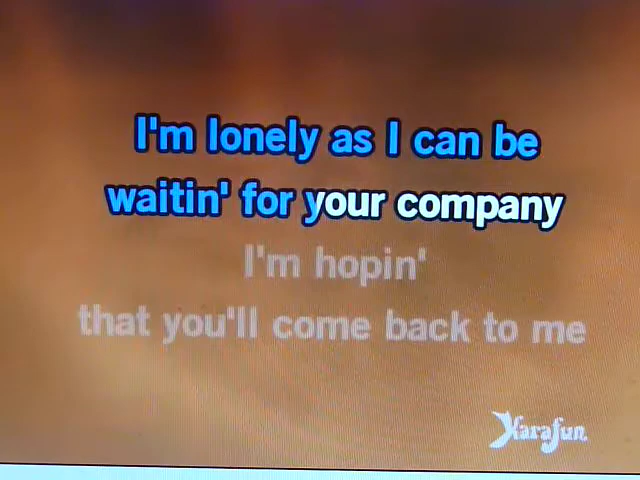 I'm lonely as I can be
waitin' for your company
I'm hopin'
that you'll come back to me
Karafun